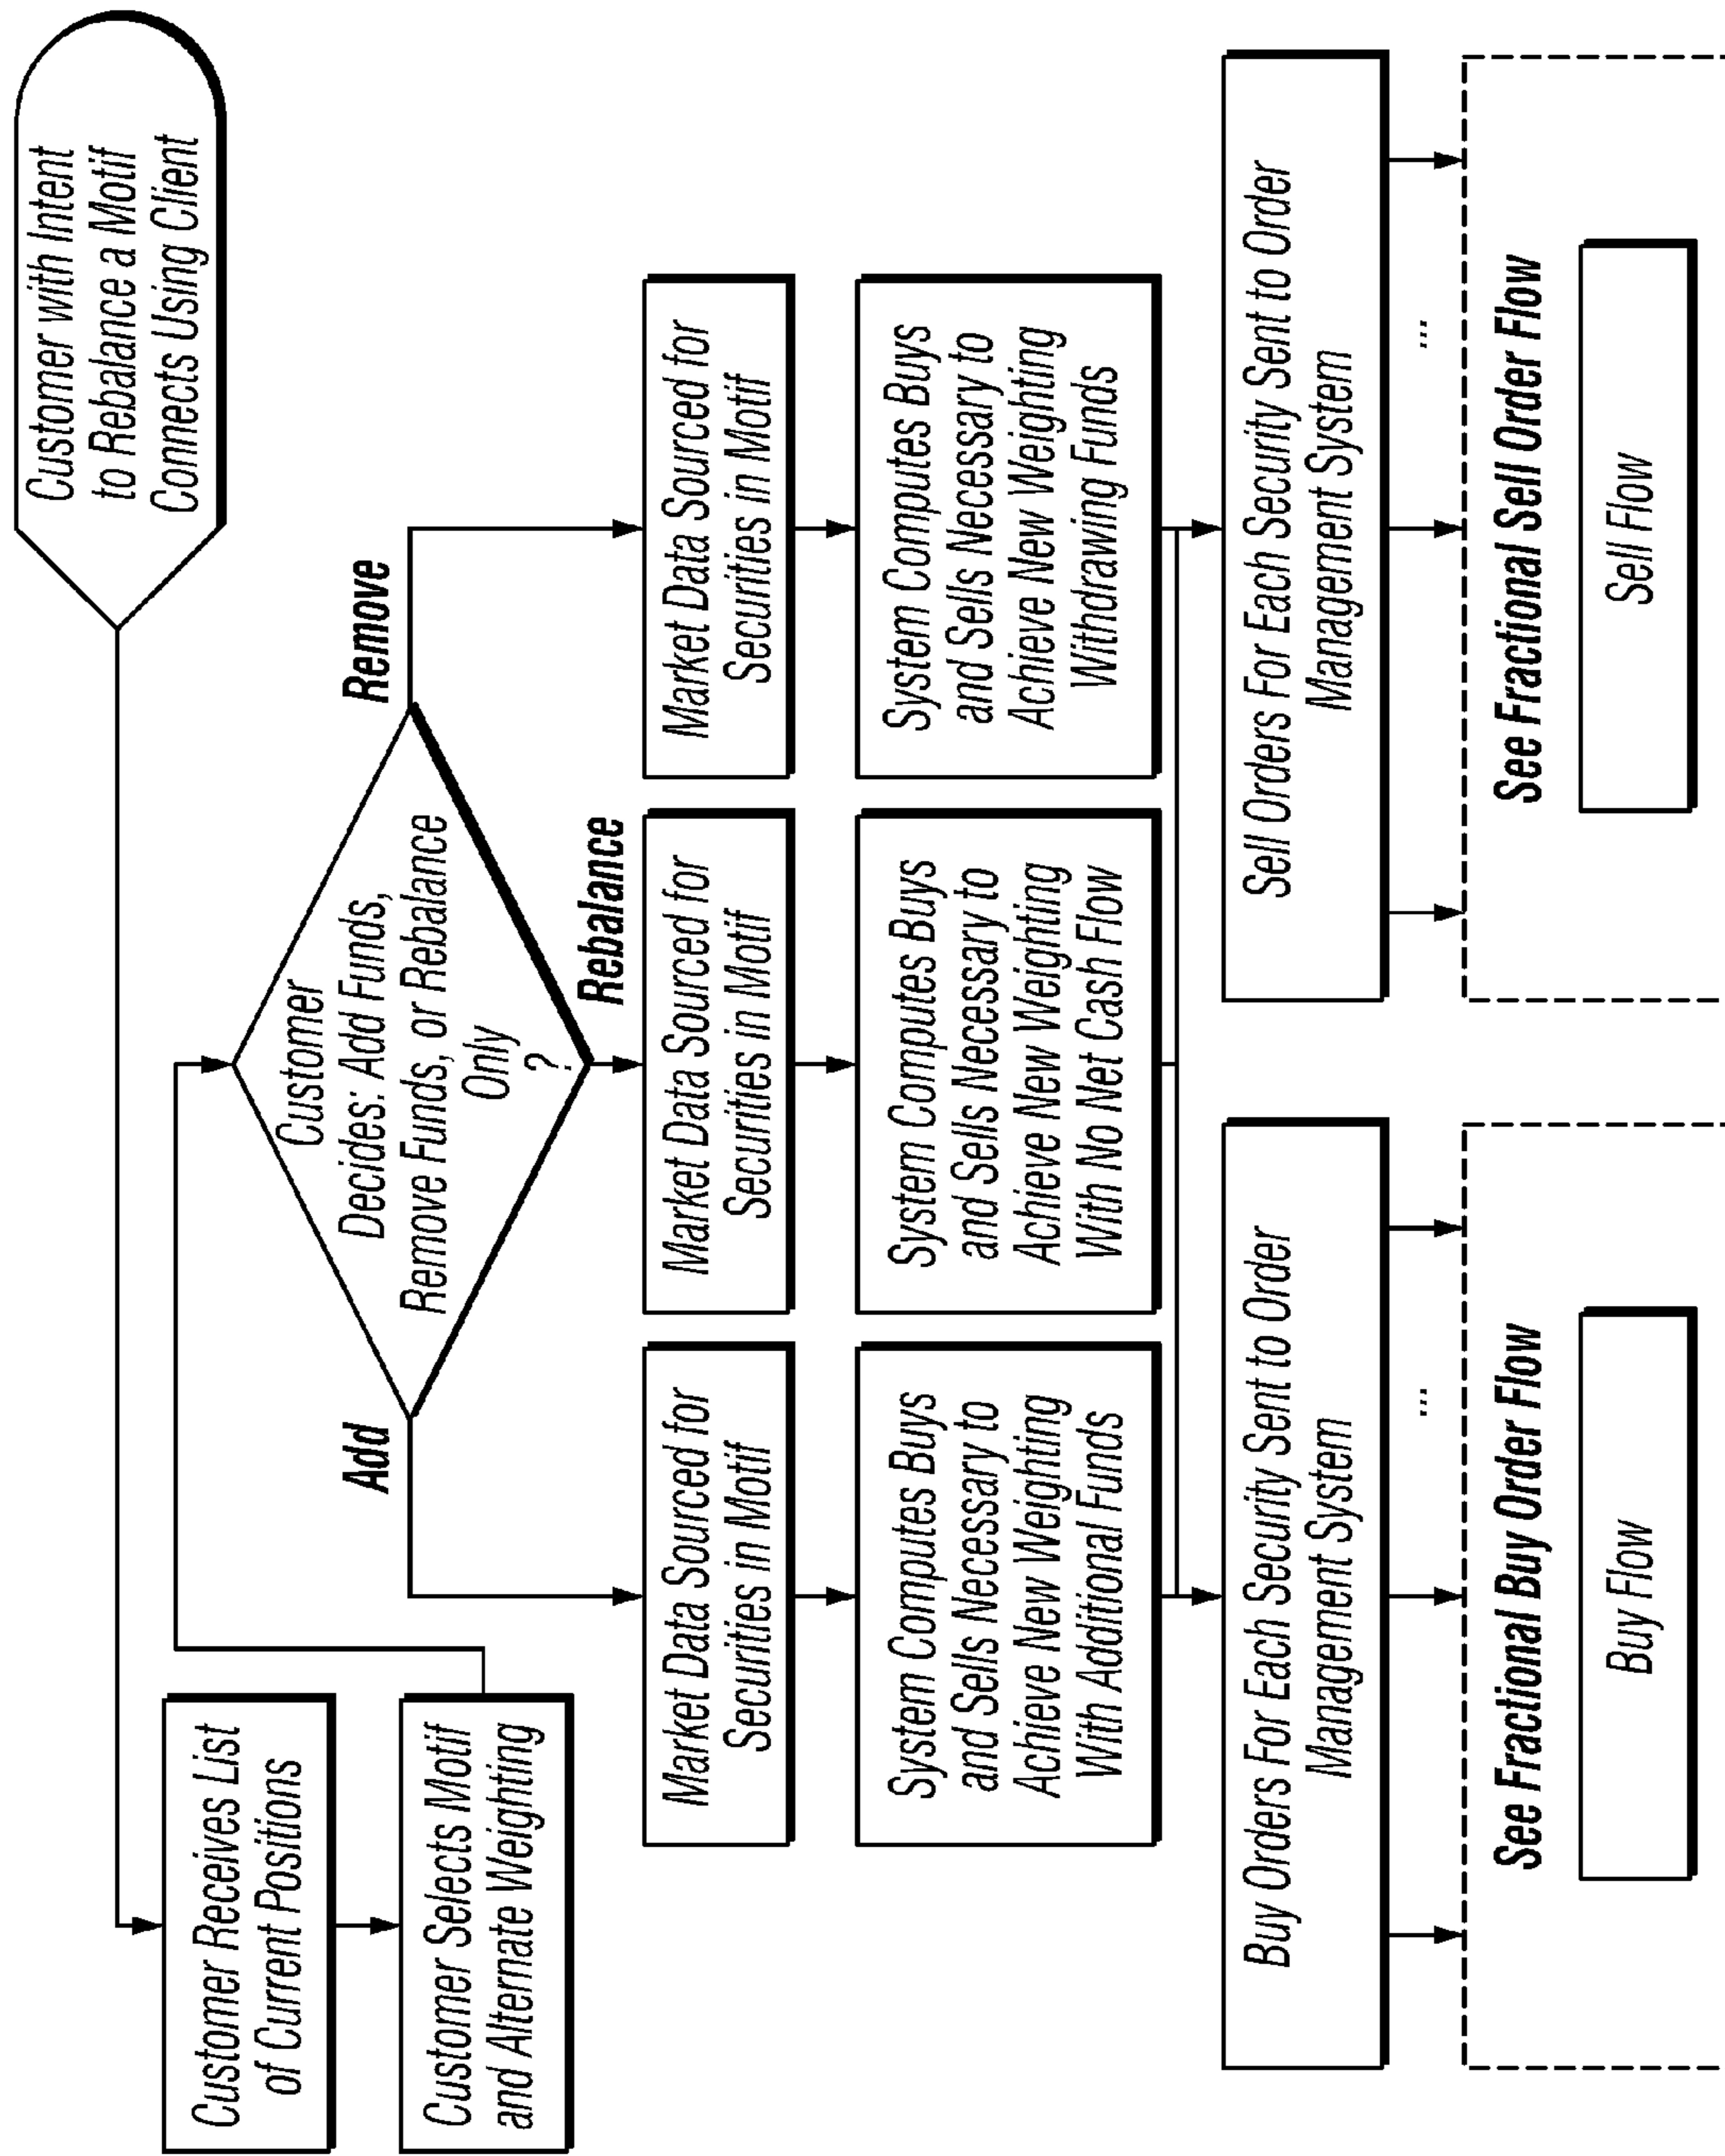 Customer with Intent
to Rebalance a Motif
Connects Using Client
Customer Receives List
of Current Positions
Customer Selects Motif
and Alternate Weighting
Customer
Decides: Add Funds,
Remove Funds, or Rebalance
Only
?
Add
Rebalance
Remove
Market Data Sourced for
Securities in Motif
Market Data Sourced for
Securities in Motif
Market Data Sourced for
Securities in Motif
System Computes Buys
and Sells Necessary to
Achieve New Weighting
With Additional Funds
System Computes Buys
and Sells Necessary to
Achieve New Weighting
With No Net Cash Flow
System Computes Buys
and Sells Necessary to
Achieve New Weighting
Withdrawing Funds
Buy Orders For Each Security Sent to Order
Management System
...
Sell Orders For Each Security Sent to Order
Management System
...
See Fractional Buy Order Flow
Buy Flow
See Fractional Sell Order Flow
Sell Flow